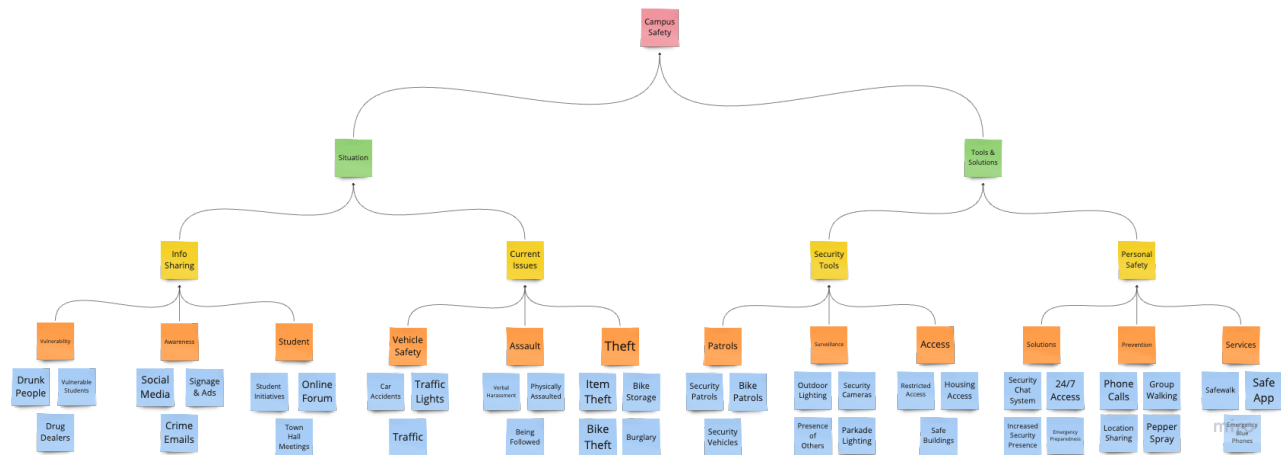 Campus
Safety
Situation
Tools &
Solutions
Info
Sharing
Current
Issues
Security
Tools
Personal
Safety
Vulnerability
Awareness
Student
Vehicle
Safety
Assault
Theft
Patrols
Surveillance
Access
Solutions
Prevention
Services
Drunk
People
Vulnerable
Students
Drug
Dealers
Social
Media
Signage
& Ads
Crime
Emails
Student
Initiatives
Online
Forum
Town
Hall
Meetings
Car
Accidents
Traffic
Lights
Traffic
Verbal
Harassment
Physically
Assaulted
Being
Followed
Item
Theft
Bike
Storage
Bike
Theft
Burglary
Security
Patrols
Bike
Patrols
Security
Vehicles
Outdoor
Lighting
Security
Cameras
Presence
of
Others
Parkade
Lighting
Restricted
Access
Housing
Access
Safe
Buildings
Security
Chat
System
24/7
Access
Increased
Security
Presence
Emergency
Preparedness
Phone
Calls
Group
Walking
Location
Sharing
Pepper
Spray
Safewalk
Safe
App
Emergency
Blue
Phones
miro